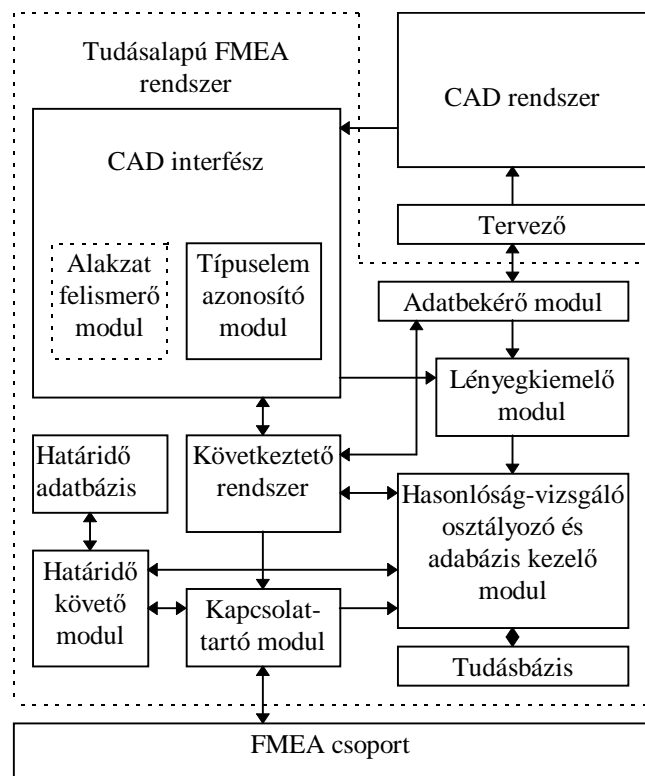 Tudásalapú FMEA
rendszer
CAD rendszer
CAD interfész
Tervező
Alakzat
felismerő
modul
Típuselem
azonosító
modul
Adatbekérő modul
Lényegkiemelő
modul
Határidő
adatbázis
Következtető
rendszer
Hasonlóság-vizsgáló
osztályozó és
adabázis kezelő
modul
Határidő
követő
modul
Kapcsolat-
tartó modul
Tudásbázis
FMEA csoport